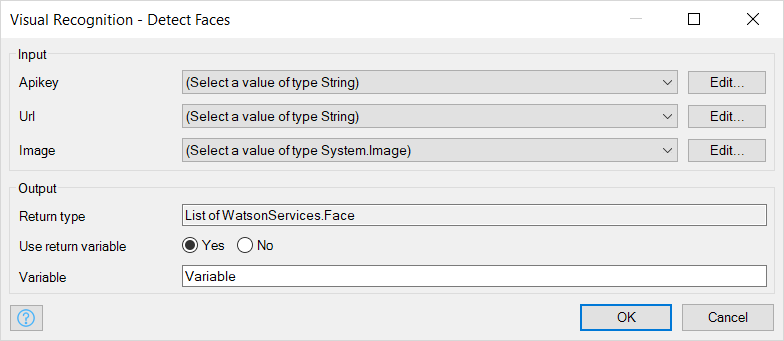 Visual Recognition - Detect Faces
Input
Apikey (Select a value of type String) Edit...
Url (Select a value of type String) Edit...
Image (Select a value of type System.Image) Edit...
Output
Return type List of WatsonServices.Face
Use return variable Yes No
Variable Variable
? OK Cancel